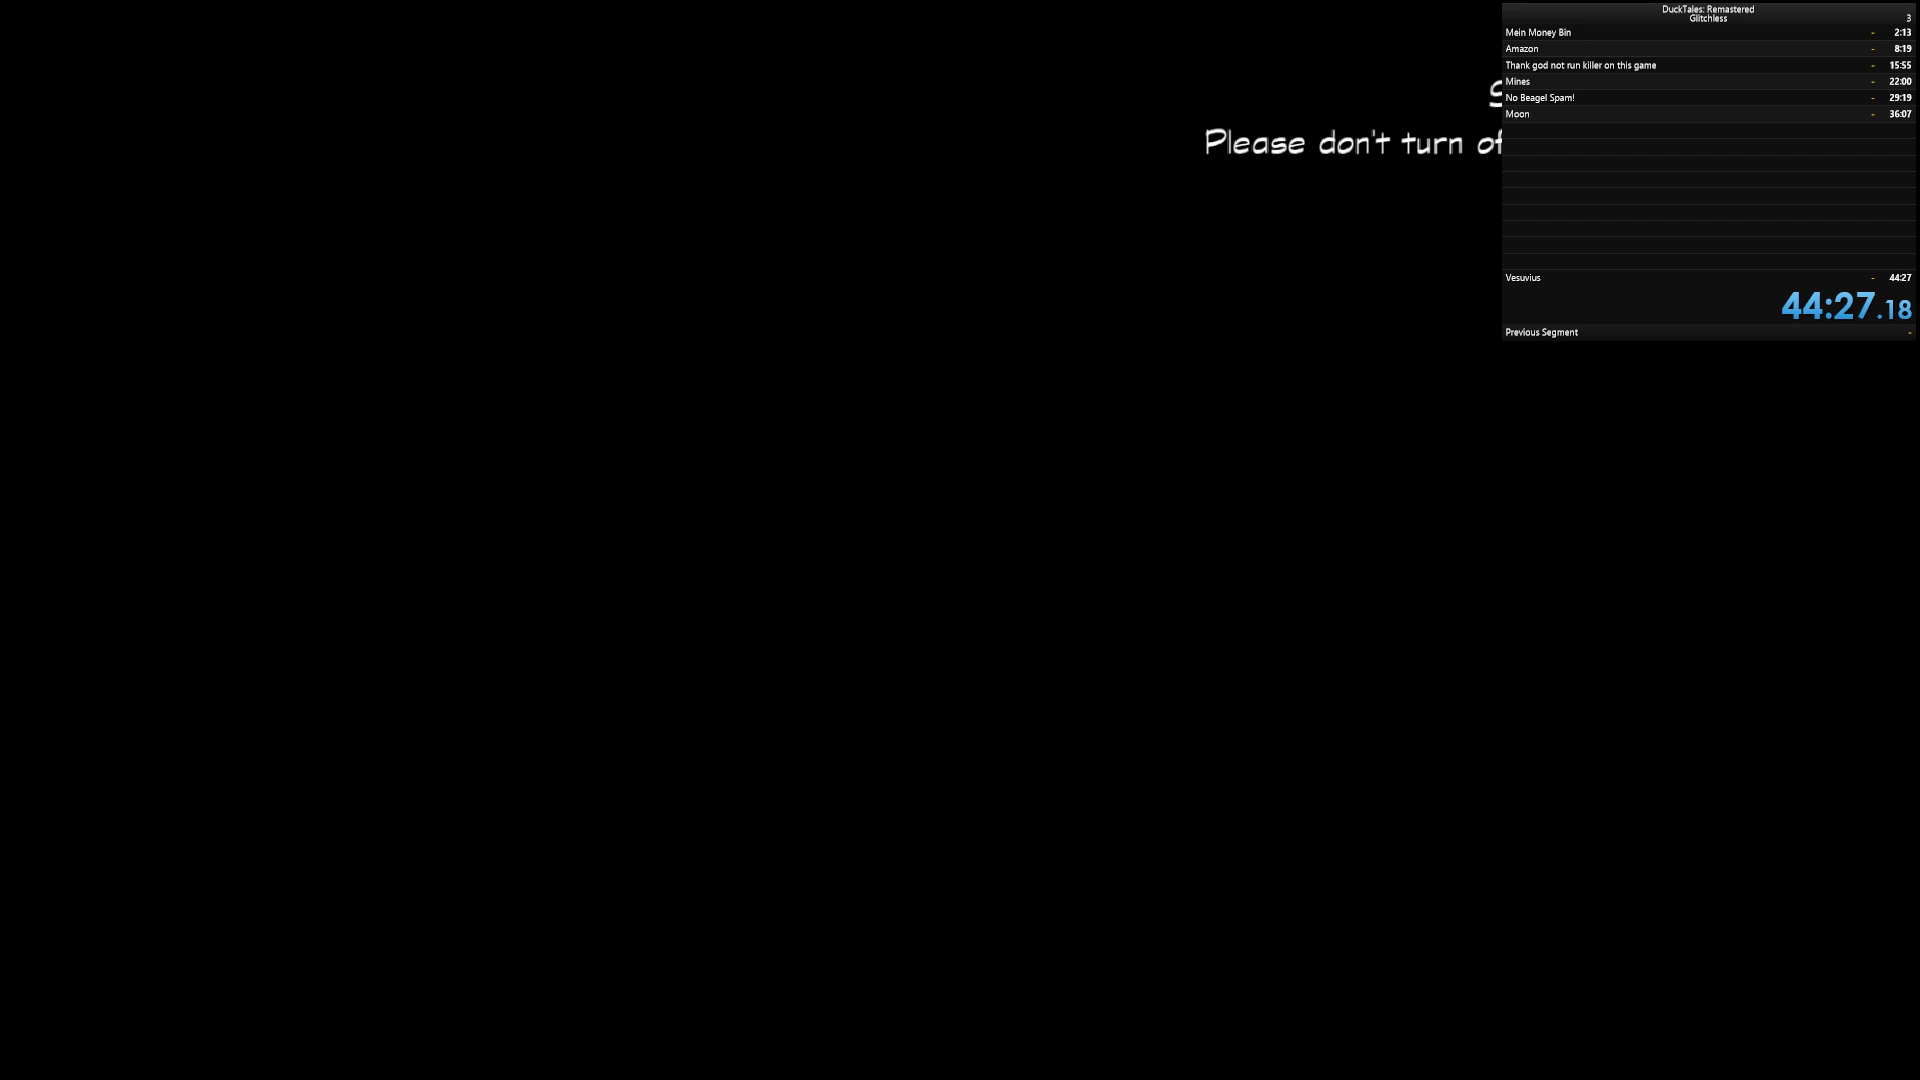 DuckTales: Remastered
Glitchless 3
Mein Money Bin - 2:13
Amazon - 8:19
Thank god not run killer on this game - 15:55
Mines - 22:00
No Beagel Spam! - 29:19
Moon - 36:07
S
Please don't turn of
Vesuvius - 44:27
44:27.18
Previous Segment -